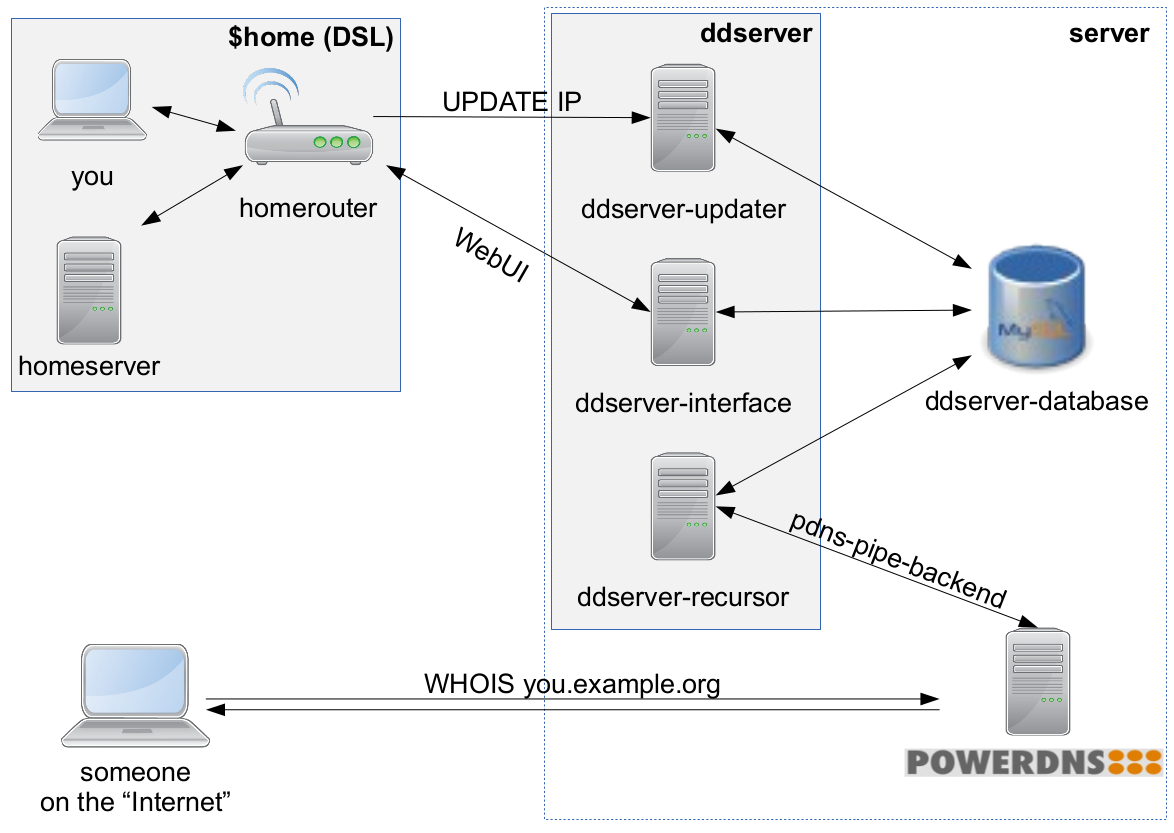 $home (DSL)
ddserver
server
UPDATE IP
you
homerouter
ddserver-updater
WebUI
MySQL
homeserver
ddserver-interface
ddserver-database
pdns-pipe-backend
ddserver-recursor
WHOIS you.example.org
POWERDNS
someone
on the “Internet”